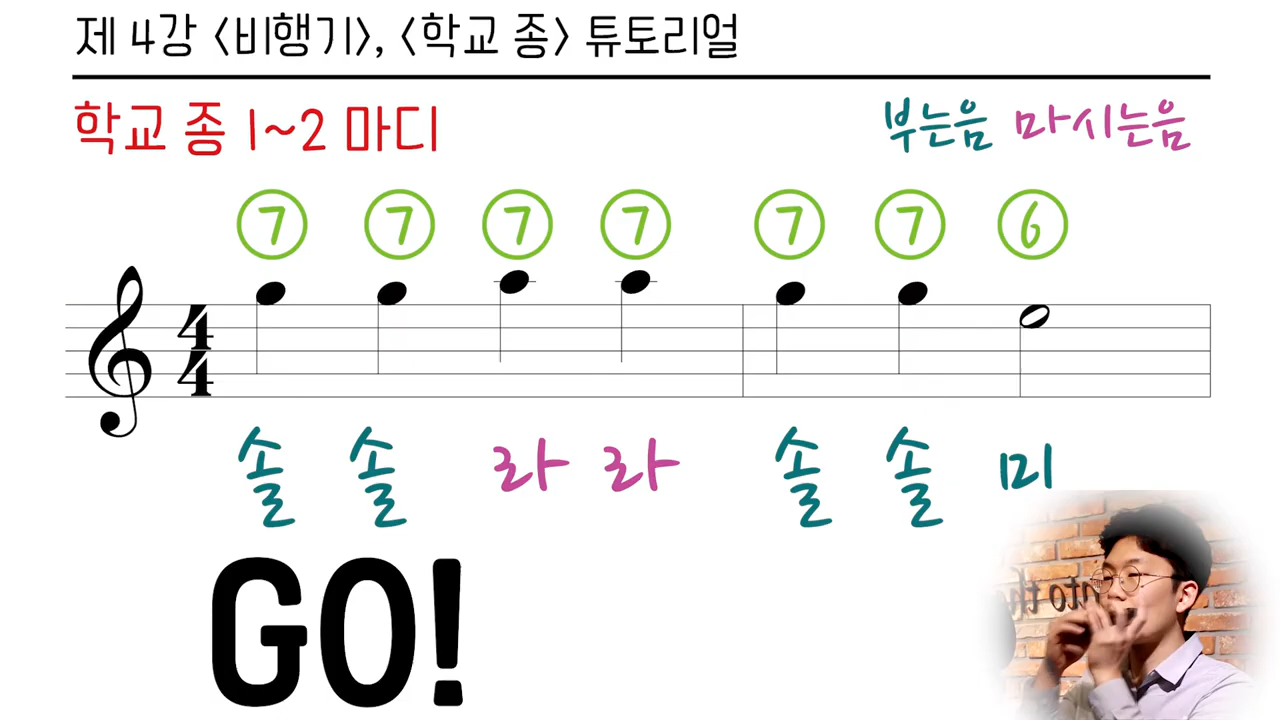 제 4강 <비행기>, <학교 종> 튜토리얼
학교 종 1~2 마디
부는음 마시는음
7 7 7 7 7 7 6
4
4
솔 솔 라 라 솔 솔 미
GO!